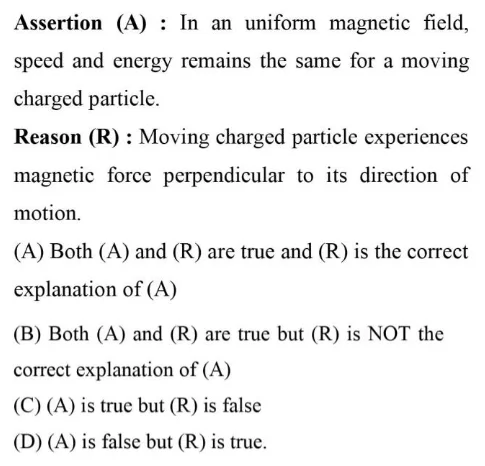 Assertion (A) : In an uniform magnetic field,
speed and energy remains the same for a moving
charged particle.
Reason (R) : Moving charged particle experiences
magnetic force perpendicular to its direction of
motion.
(A) Both (A) and (R) are true and (R) is the correct
explanation of (A)
(B) Both (A) and (R) are true but (R) is NOT the
correct explanation of (A)
(C) (A) is true but (R) is false
(D) (A) is false but (R) is true.